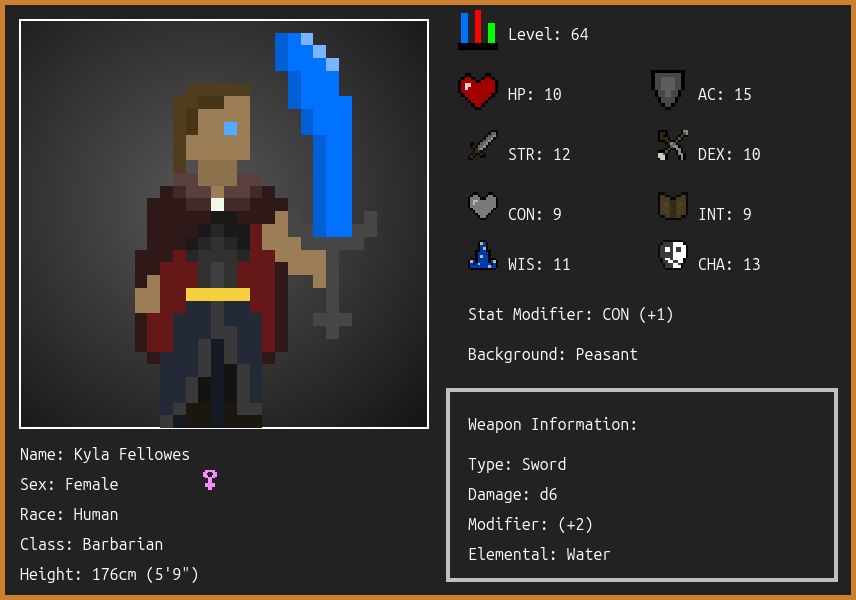 Level: 64
HP: 10
AC: 15
STR: 12
DEX: 10
CON: 9
INT: 9
WIS: 11
CHA: 13
Stat Modifier: CON (+1)
Background: Peasant
Weapon Information:
Type: Sword
Damage: d6
Modifier: (+2)
Elemental: Water
Name: Kyla Fellowes
Sex: Female
Race: Human
Class: Barbarian
Height: 176cm (5'9")